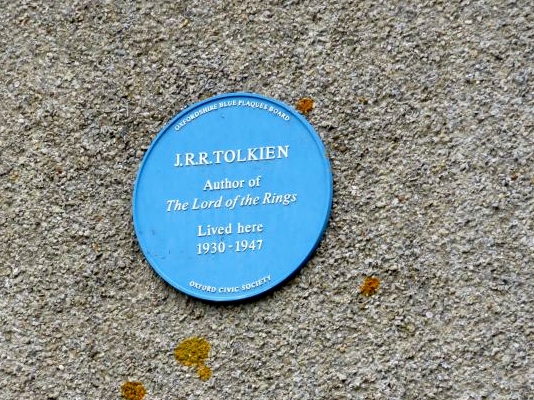 OXFORDSHIRE BLUE PLAQUES BOARD
J.R.R.TOLKIEN
Author of
The Lord of the Rings
Lived here
1930-1947
OXFORD CIVIC SOCIETY